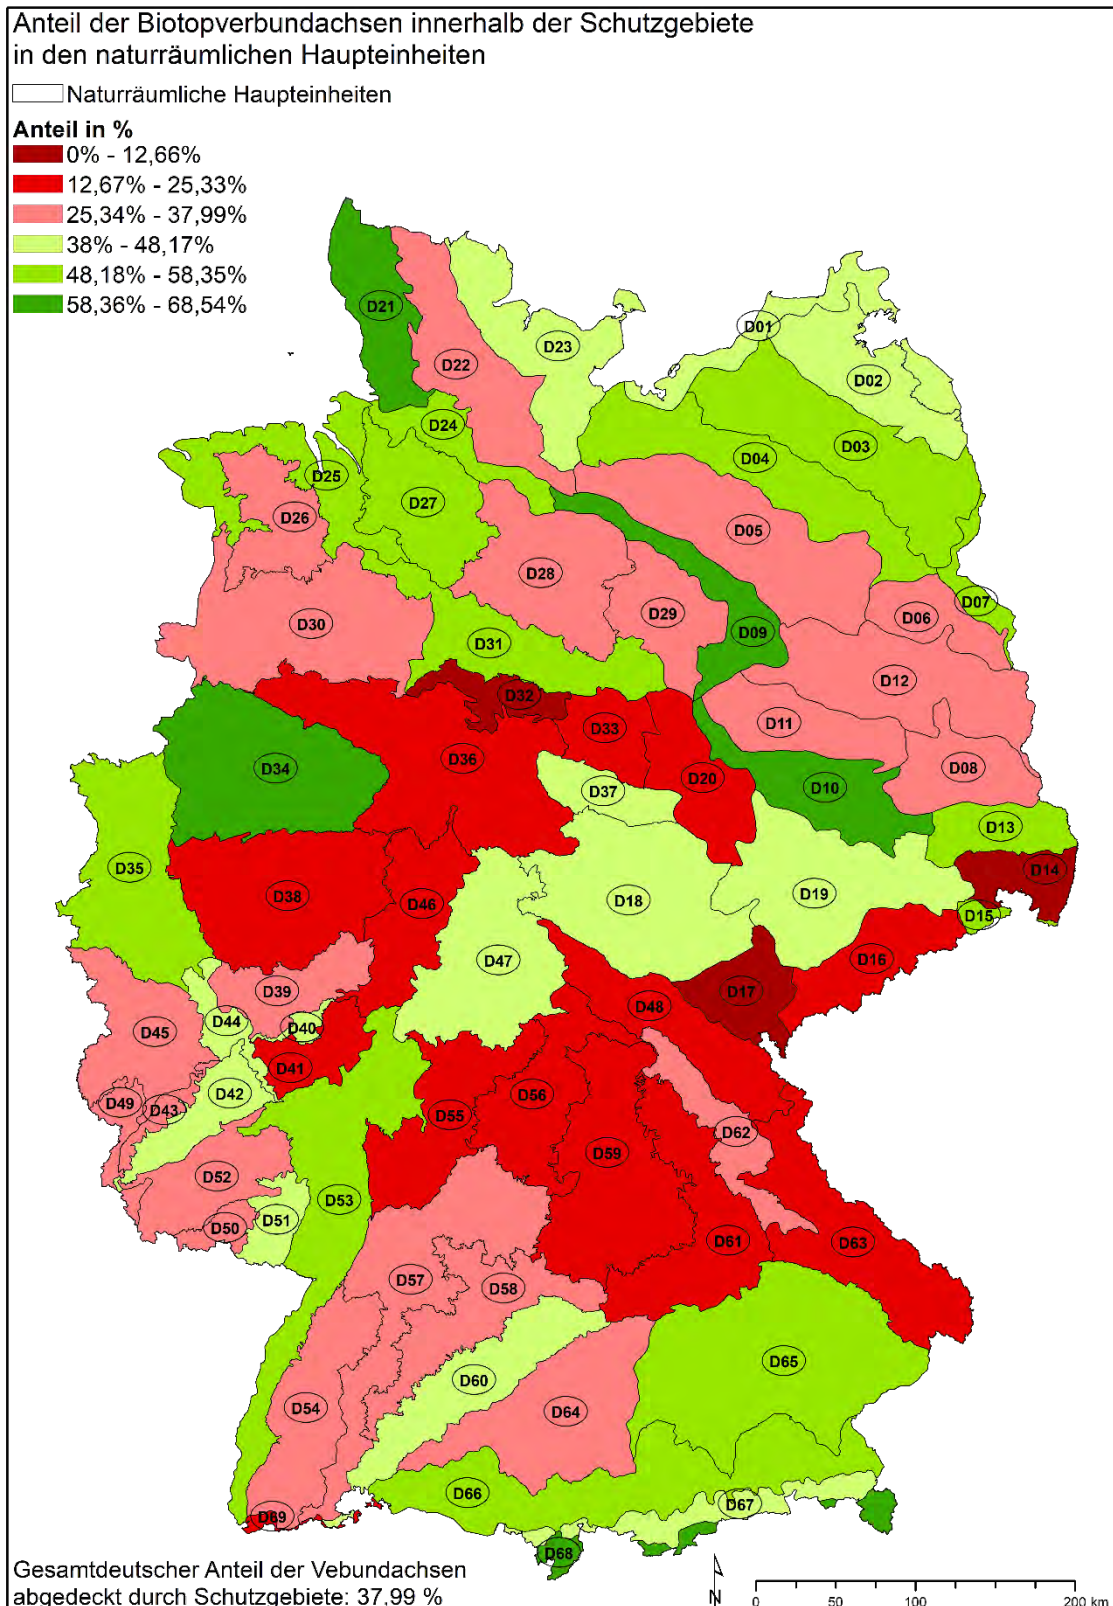 Anteil der Biotopverbundachsen innerhalb der Schutzgebiete
in den naturräumlichen Haupteinheiten
Naturräumliche Haupteinheiten
Anteil in %
0% - 12,66%
12,67% - 25,33%
25,34% - 37,99%
38% - 48,17%
48,18% - 58,35%
58,36% - 68,54%
D21
D01
D23
D22
D02
D24
D03
D04
D25
D27
D26
D05
D28
D07
D29
D06
D30
D09
D31
D12
D32
D11
D33
D36
D34
D08
D20
D10
D37
D13
D35
D14
D38
D46
D18
D19
D15
D47
D16
D39
D17
D48
D44
D40
D45
D41
D42
D56
D49
D43
D55
D62
D59
D52
D53
D51
D50
D61
D63
D57
D58
D65
D60
D54
D64
D66
D67
D69
D68
Gesamtdeutscher Anteil der Vebundachsen
abgedeckt durch Schutzgebiete: 37,99 %
N
0 50 100 200 km